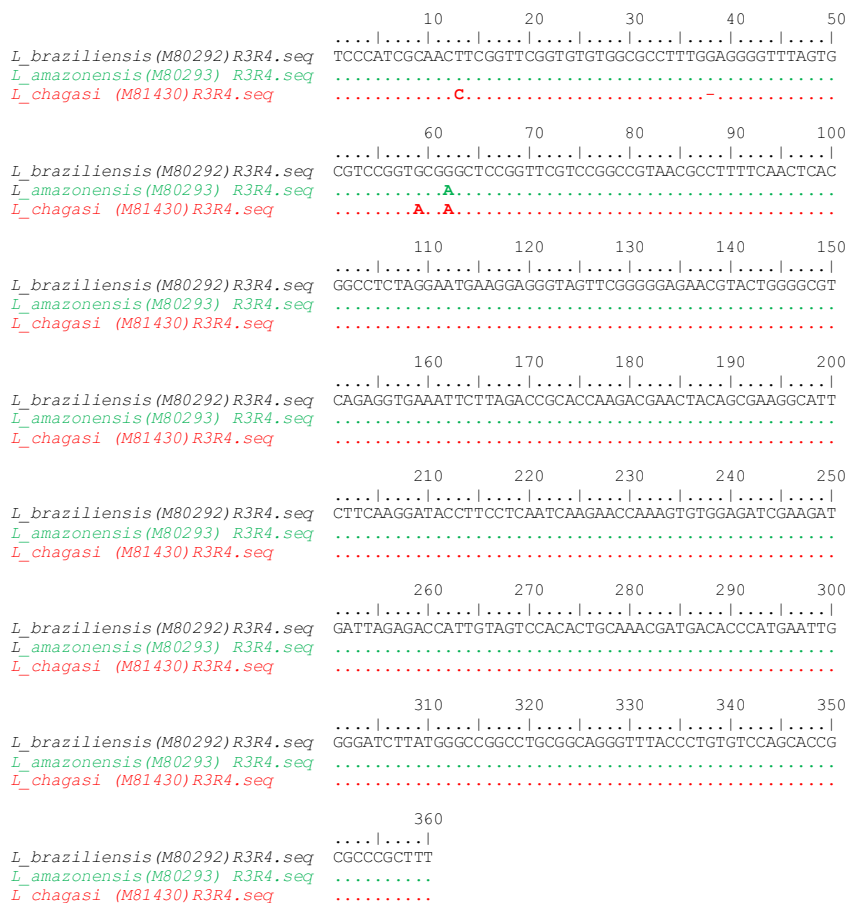 10 20 30 40 50
....|....|....|....|....|....|....|....|....|....|
L_braziliensis(M80292)R3R4.seq TCCCATCGCAACTTCGGTTCGGTGTGTGGCGCCTTTGGAGGGGTTTAGTG
L_amazonensis(M80293) R3R4.seq ..................................................
L_chagasi (M81430)R3R4.seq ............C........................-............
60 70 80 90 100
....|....|....|....|....|....|....|....|....|....|
L_braziliensis(M80292)R3R4.seq CGTCCGGTGCGGGCTCCGGTTCGTCCGGCCGTAACGCCTTTTCAACTCAC
L_amazonensis(M80293) R3R4.seq ...........A......................................
L_chagasi (M81430)R3R4.seq ........A..A......................................
110 120 130 140 150
....|....|....|....|....|....|....|....|....|....|
L_braziliensis(M80292)R3R4.seq GGCCTCTAGGAATGAAGGAGGGTAGTTCGGGGGAGAACGTACTGGGGCGT
L_amazonensis(M80293) R3R4.seq ..................................................
L_chagasi (M81430)R3R4.seq ..................................................
160 170 180 190 200
....|....|....|....|....|....|....|....|....|....|
L_braziliensis(M80292)R3R4.seq CAGAGGTGAAATTCTTAGACCGCACCAAGACGAACTACAGCGAAGGCATT
L_amazonensis(M80293) R3R4.seq ..................................................
L_chagasi (M81430)R3R4.seq ..................................................
210 220 230 240 250
....|....|....|....|....|....|....|....|....|....|
L_braziliensis(M80292)R3R4.seq CTTCAAGGATACCTTCCTCAATCAAGAACCAAAGTGTGGAGATCGAAGAT
L_amazonensis(M80293) R3R4.seq ..................................................
L_chagasi (M81430)R3R4.seq ..................................................
260 270 280 290 300
....|....|....|....|....|....|....|....|....|....|
L_braziliensis(M80292)R3R4.seq GATTAGAGACCATTGTAGTCCACACTGCAAACGATGACACCCATGAATTG
L_amazonensis(M80293) R3R4.seq ..................................................
L_chagasi (M81430)R3R4.seq ..................................................
310 320 330 340 350
....|....|....|....|....|....|....|....|....|....|
L_braziliensis(M80292)R3R4.seq GGGATCTTATGGGCCGGCCTGCGGCAGGGTTTACCCTGTGTCCAGCACCG
L_amazonensis(M80293) R3R4.seq ..................................................
L_chagasi (M81430)R3R4.seq ..................................................
360
....|....|
L_braziliensis(M80292)R3R4.seq CGCCCGCTTT
L_amazonensis(M80293) R3R4.seq ..........
L_chagasi (M81430)R3R4.seq ..........